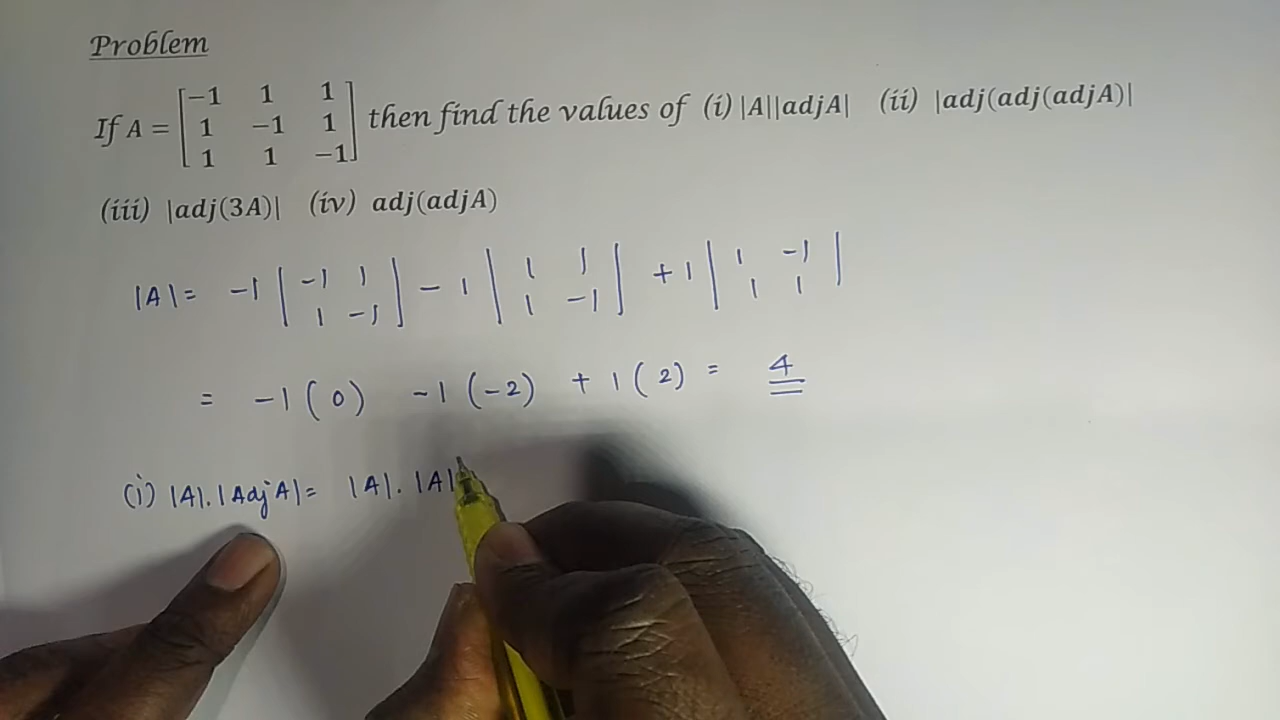 Problem
If A = [-1 1 1
1 -1 1
1 1 -1] then find the values of (i) |A||adjA| (ii) |adj(adj(adjA)|
(iii) |adj(3A)| (iv) adj(adjA)
|A| = -1 |-1 1
1 -1| - 1 |1 1
1 -1| + 1 |1 -1
1 1|
= -1(0) -1(-2) + 1(2) = 4
(i) |A|.|AdjA| = |A|.|A|